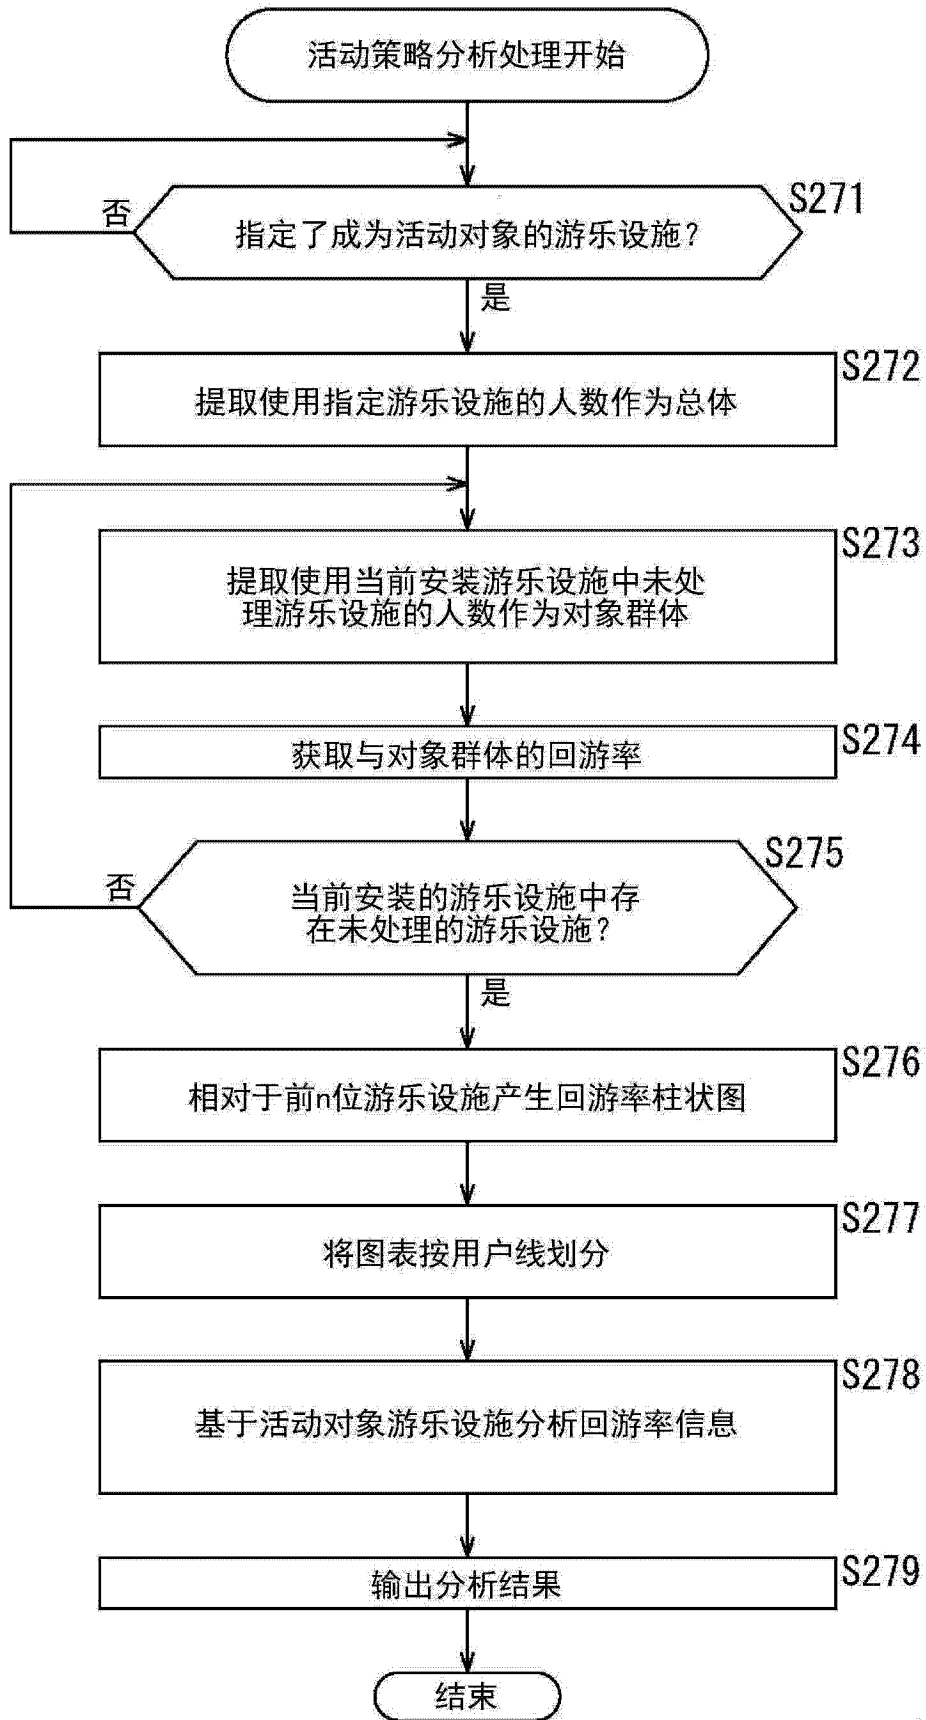 活动策略分析处理开始
S271
否
指定了成为活动对象的游乐设施?
是
S272
提取使用指定游乐设施的人数作为总体
S273
提取使用当前安装游乐设施中未处
理游乐设施的人数作为对象群体
S274
获取与对象群体的回游率
S275
否
当前安装的游乐设施中存
在未处理的游乐设施?
是
S276
相对于前n位游乐设施产生回游率柱状图
S277
将图表按用户线划分
S278
基于活动对象游乐设施分析回游率信息
S279
输出分析结果
结束